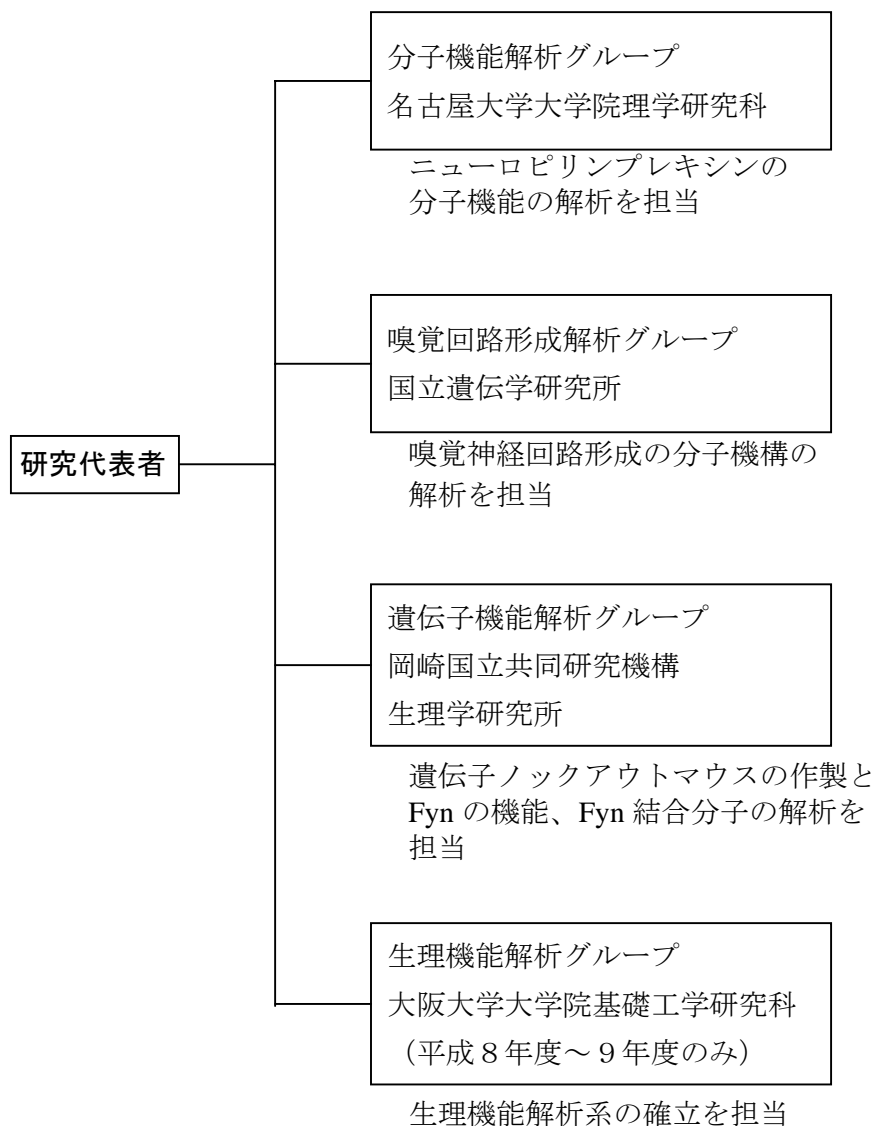 分子機能解析グループ
名古屋大学大学院理学研究科
ニューロピリンプレキシンの
分子機能の解析を担当
嗅覚回路形成解析グループ
国立遺伝学研究所
嗅覚神経回路形成の分子機構の
解析を担当
研究代表者
遺伝子機能解析グループ
岡崎国立共同研究機構
生理学研究所
遺伝子ノックアウトマウスの作製と
Fyn の機能、Fyn 結合分子の解析を
担当
生理機能解析グループ
大阪大学大学院基礎工学研究科
（平成８年度～９年度のみ）
生理機能解析系の確立を担当